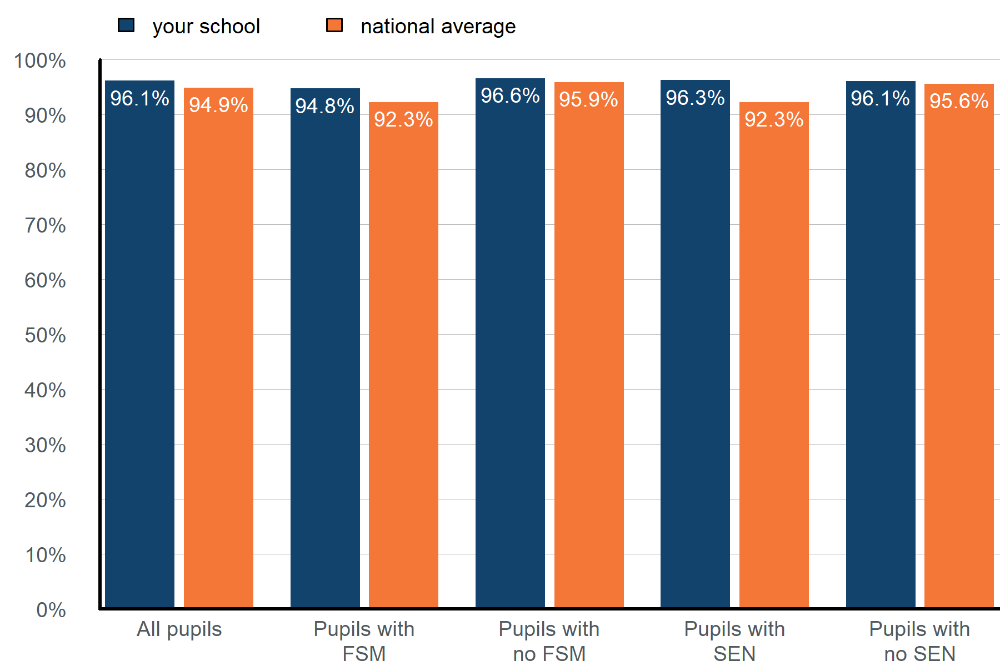 your school national average
100%
90%
80%
70%
60%
50%
40%
30%
20%
10%
0%
96.1% 94.9% 94.8% 92.3% 96.6% 95.9% 96.3% 92.3% 96.1% 95.6%
All pupils Pupils with Pupils with Pupils with Pupils with
FSM no FSM SEN no SEN